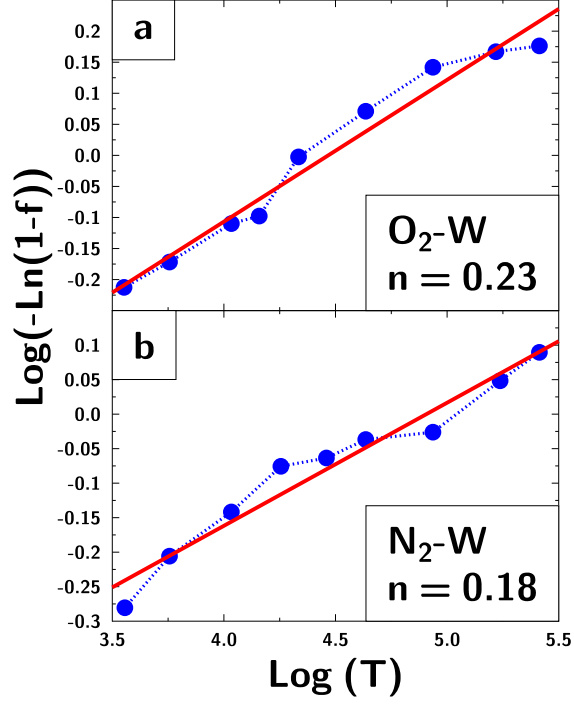 a
0.2
0.15
0.1
0.05
0.0
-0.05
-0.1
-0.15
-0.2
O₂-W
n = 0.23
Log(-Ln(1-f))
b
0.1
0.05
0.0
-0.05
-0.1
-0.15
-0.2
-0.25
-0.3
N₂-W
n = 0.18
3.5 4.0 4.5 5.0 5.5
Log (T)